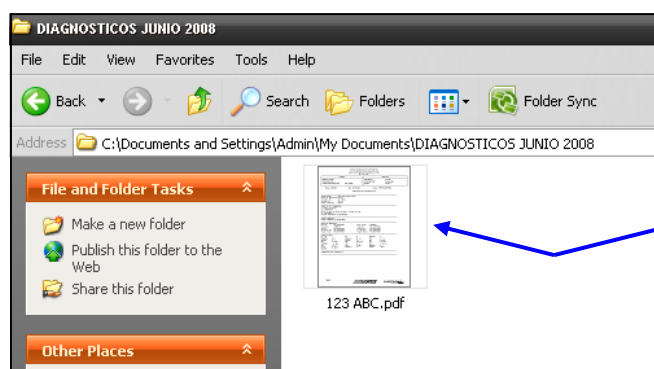 DIAGNOSTICOS JUNIO 2008
File Edit View Favorites Tools Help
Back Search Folders Folder Sync
Address C:\Documents and Settings\Admin\My Documents\DIAGNOSTICOS JUNIO 2008
File and Folder Tasks
Make a new folder
Publish this folder to the
Web
Share this folder
123 ABC.pdf
Other Places